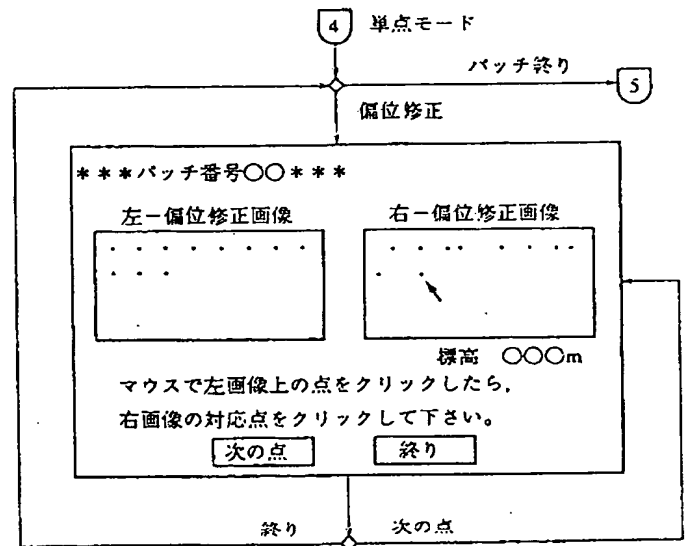 4 単点モード
パッチ終り
5
偏位修正
***パッチ番号○○***
左-偏位修正画像 右-偏位修正画像
標高 ○○○m
マウスで左画像上の点をクリックしたら,
右画像の対応点をクリックして下さい。
次の点 終り
終り 次の点